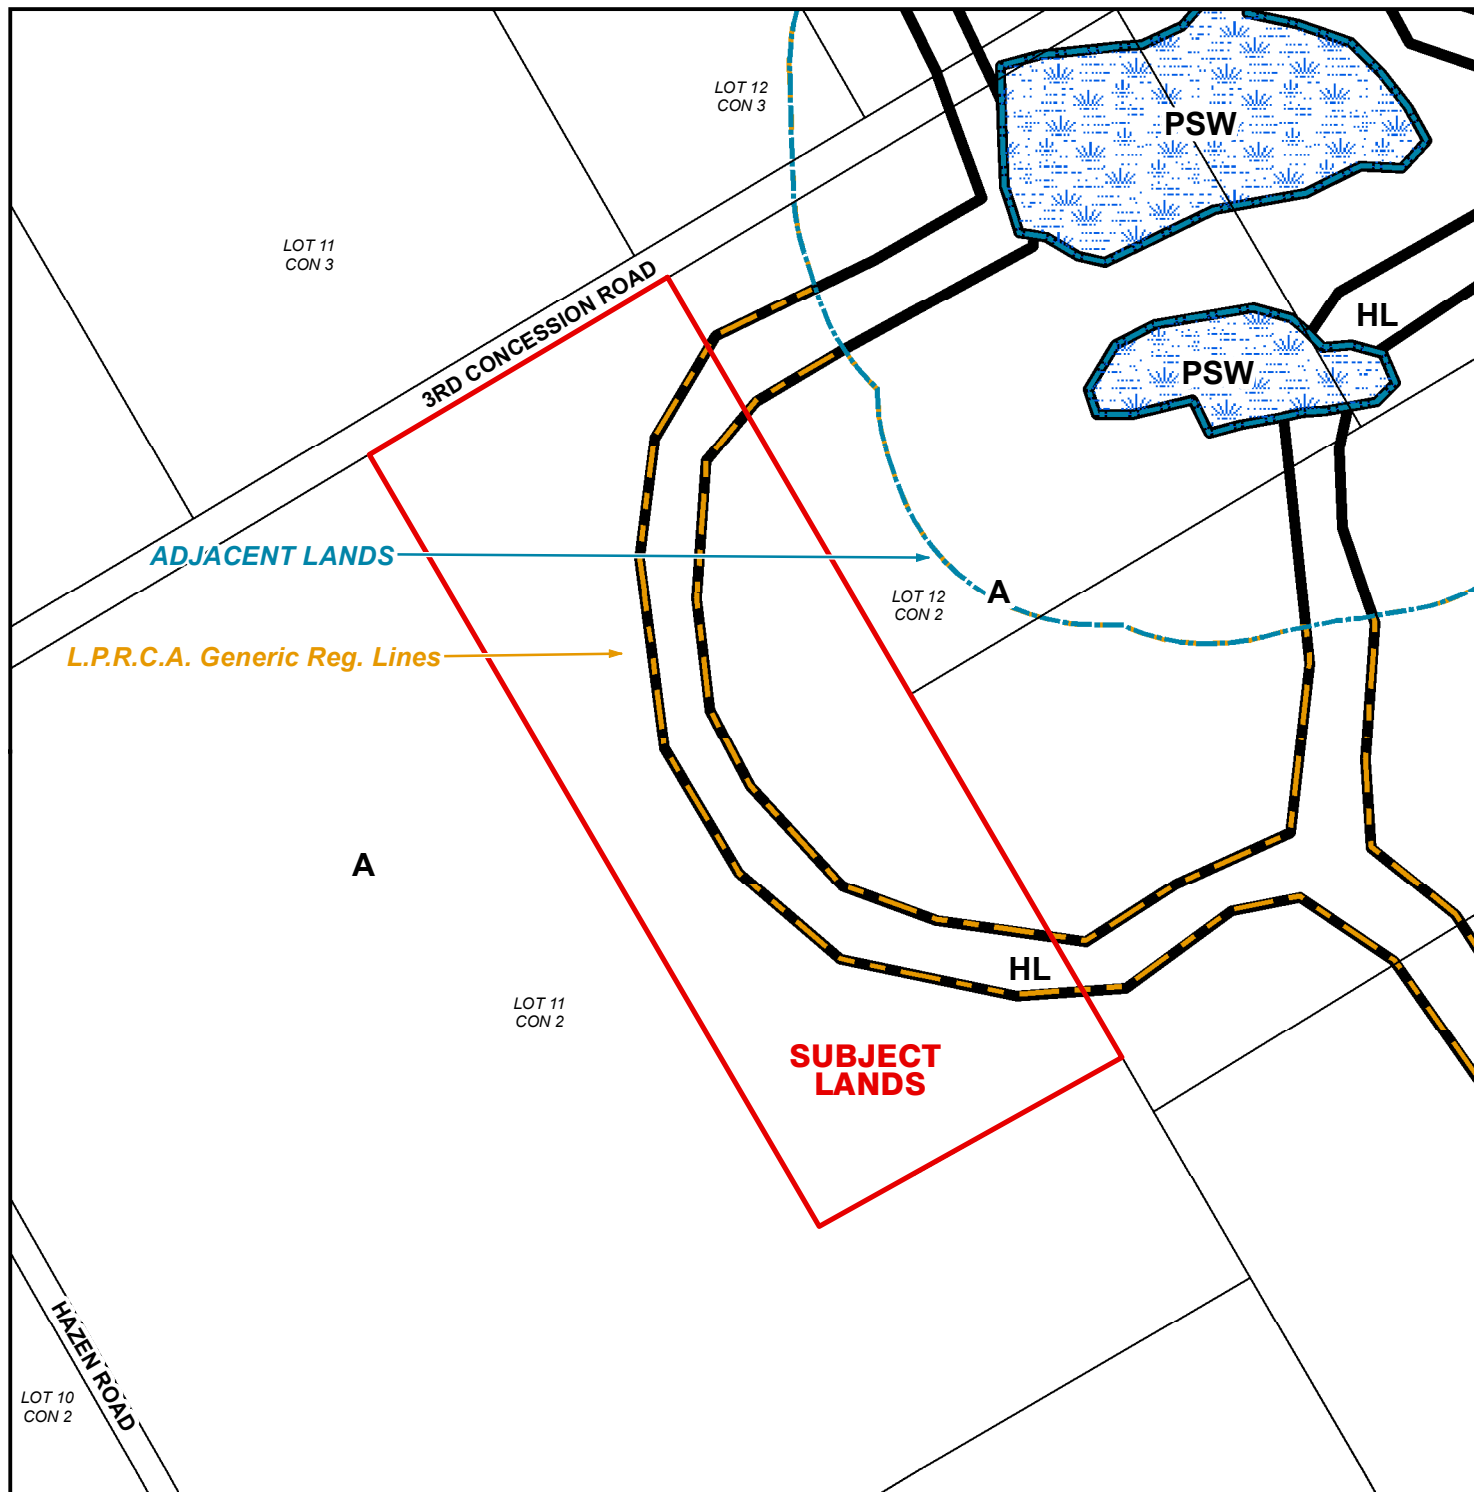 LOT 12
CON 3
PSW
LOT 11
CON 3
3RD CONCESSION ROAD
HL
PSW
ADJACENT LANDS
LOT 12
CON 2
A
L.P.R.C.A. Generic Reg. Lines
A
HL
LOT 11
CON 2
SUBJECT
LANDS
HAZEN ROAD
LOT 10
CON 2